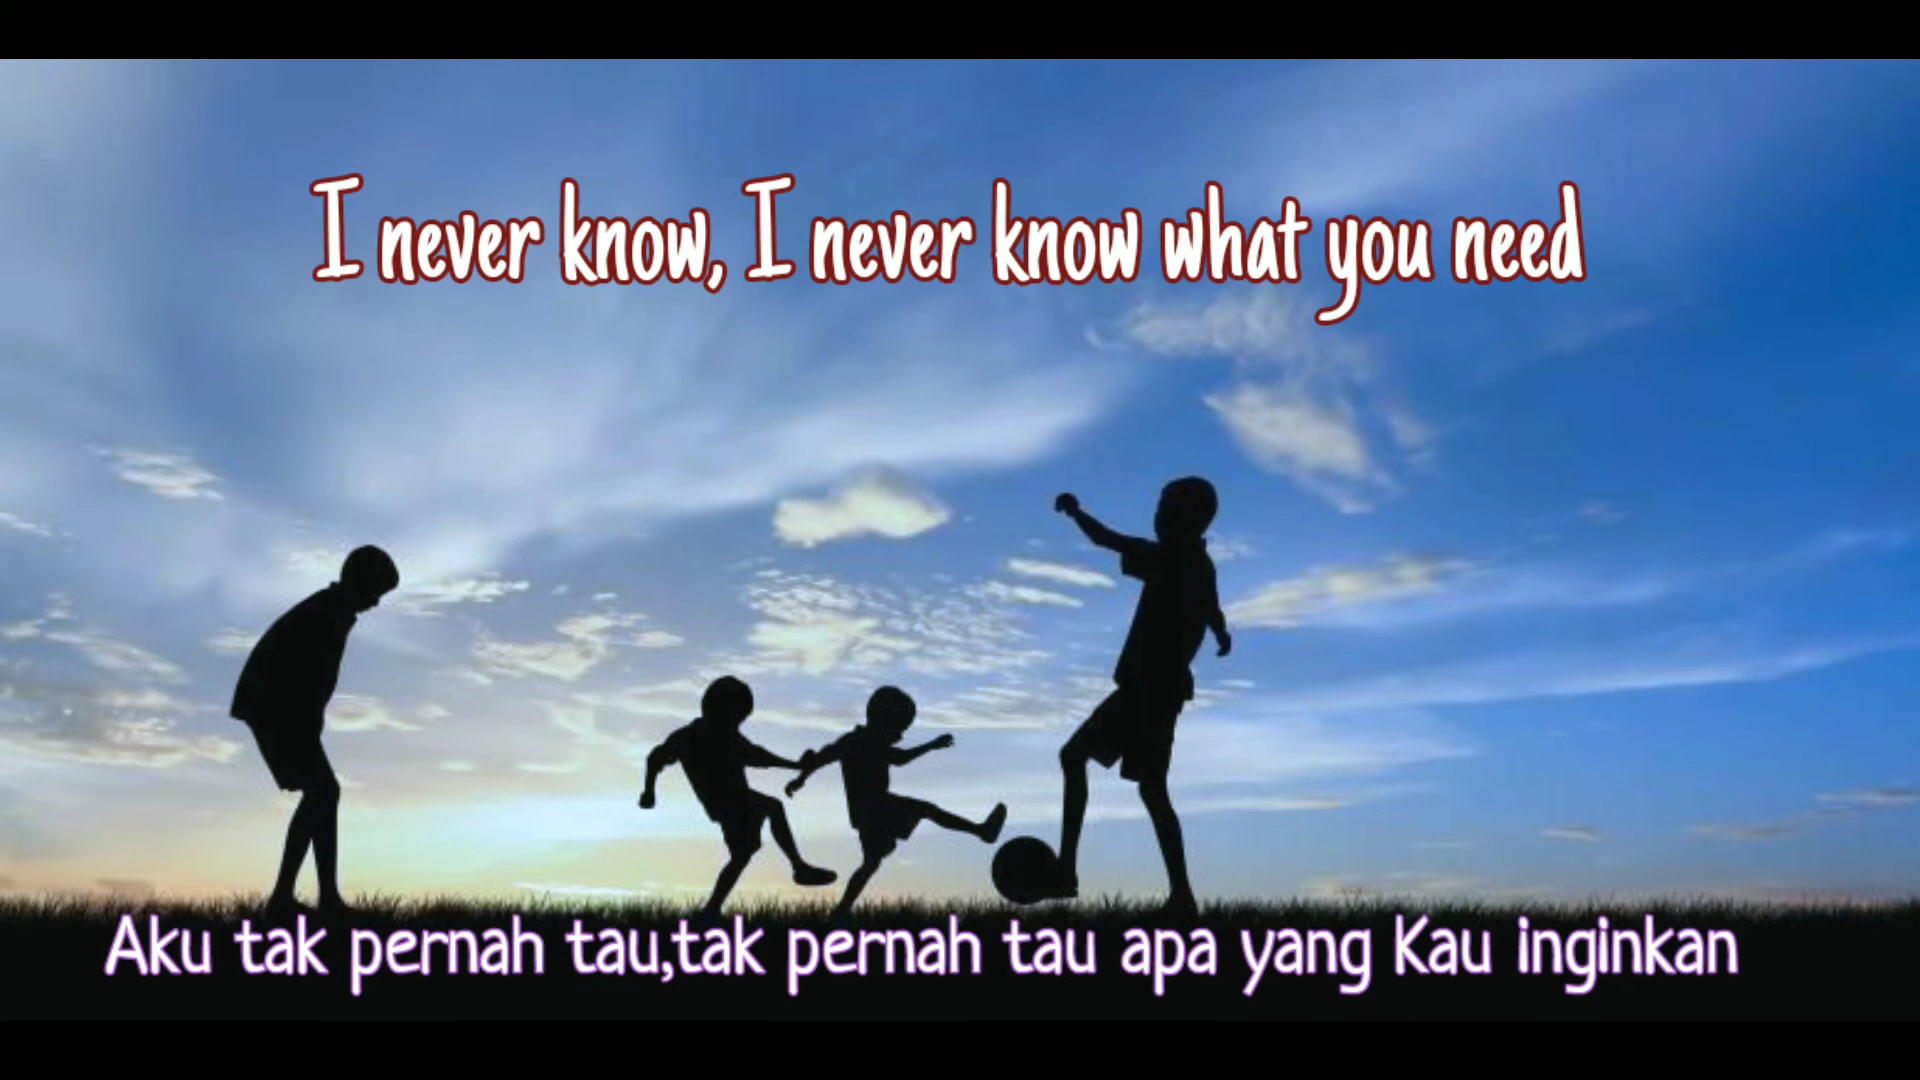 I never know, I never know what you need
Aku tak pernah tau,tak pernah tau apa yang Kau inginkan